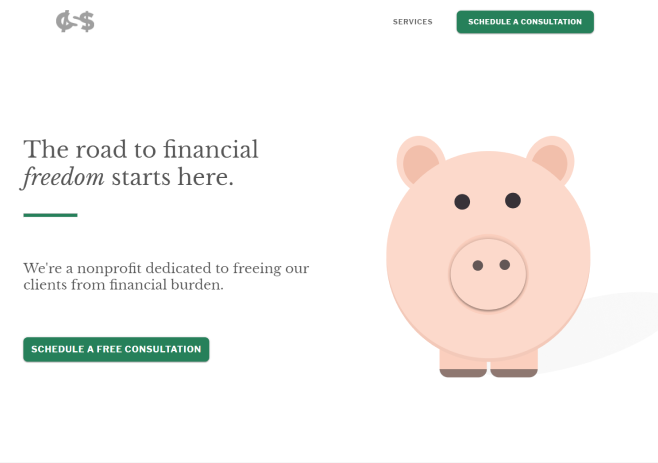 ¢-$
SERVICES
SCHEDULE A CONSULTATION
The road to financial
freedom starts here.
We're a nonprofit dedicated to freeing our
clients from financial burden.
SCHEDULE A FREE CONSULTATION